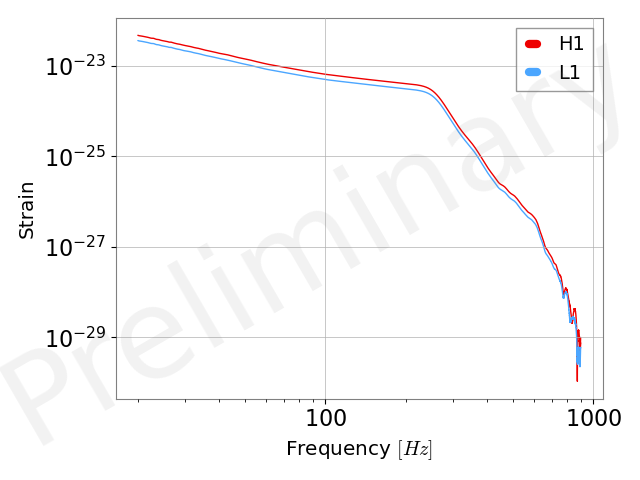 H1
L1
10⁻²³
10⁻²⁵
10⁻²⁷
10⁻²⁹
Strain
100
1000
Frequency [Hz]
Preliminary